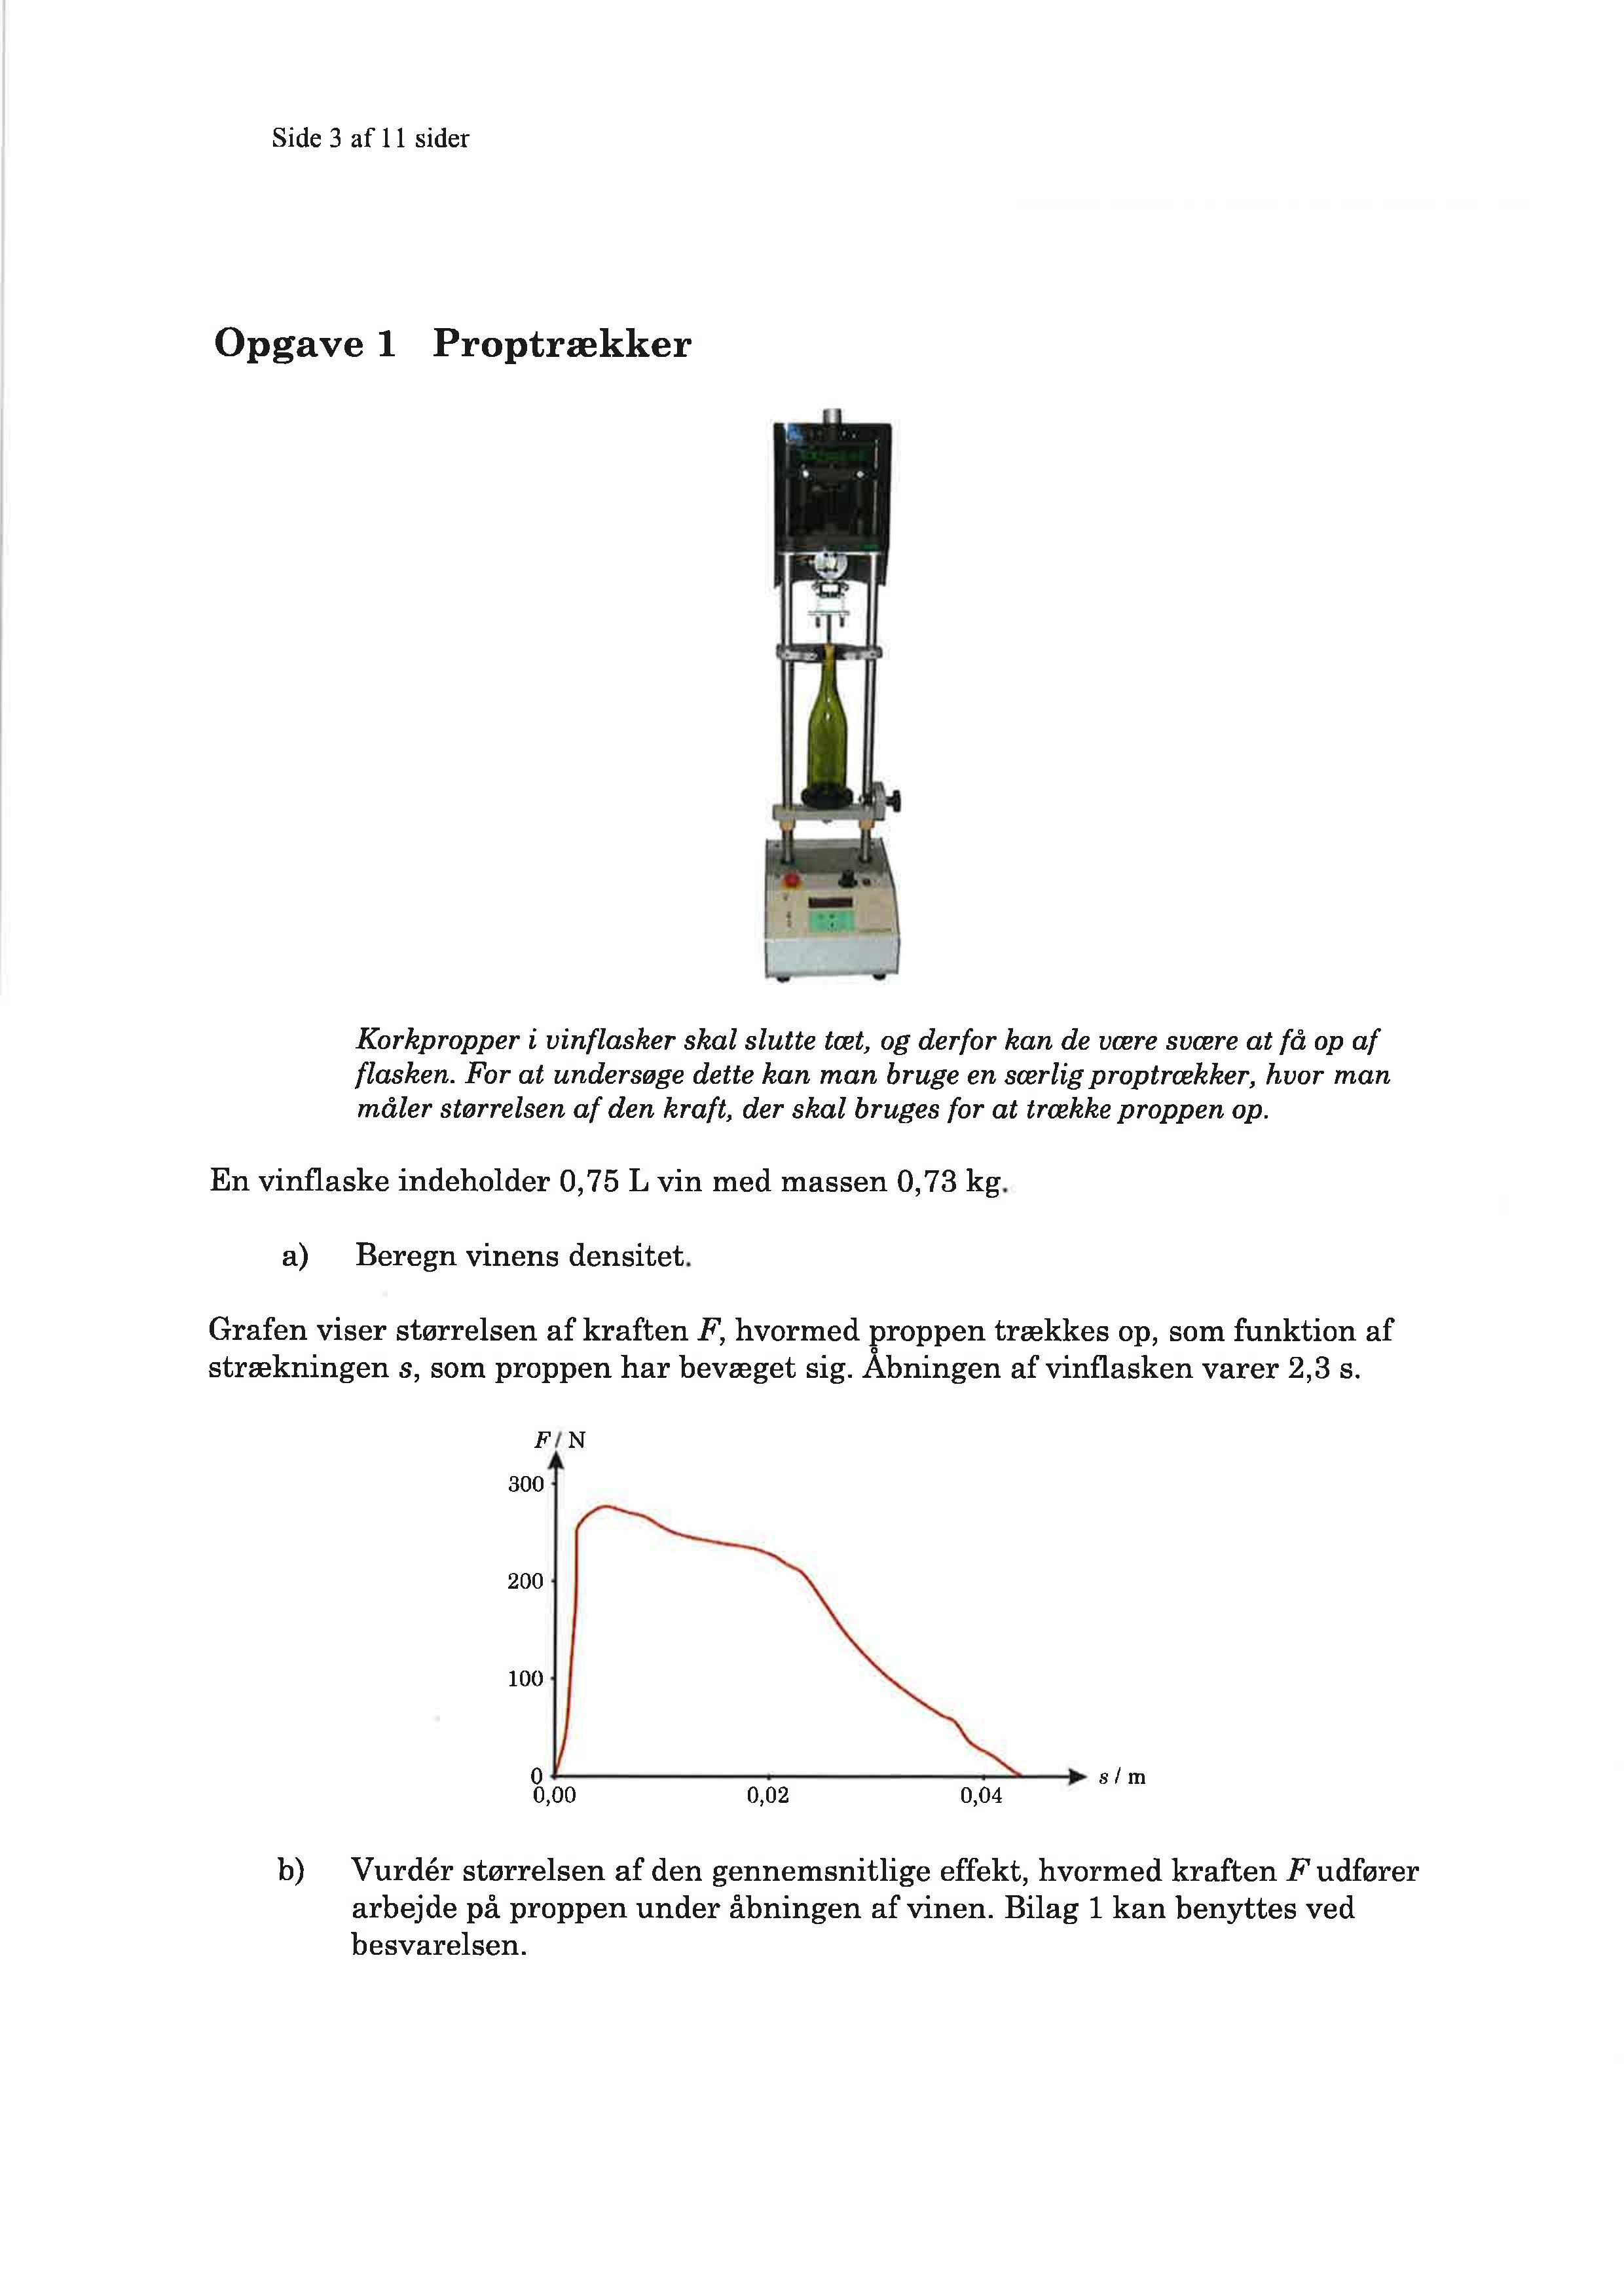 Side 3 af 11 sider
Opgave 1 Proptrækker
Korkpropper i vinflasker skal slutte tæt, og derfor kan de være svære at få op af
flasken. For at undersøge dette kan man bruge en særlig proptrækker, hvor man
måler størrelsen af den kraft, der skal bruges for at trække proppen op.
En vinflaske indeholder 0,75 L vin med massen 0,73 kg.
a) Beregn vinens densitet.
Grafen viser størrelsen af kraften F, hvormed proppen trækkes op, som funktion af
strækningen s, som proppen har bevæget sig. Åbningen af vinflasken varer 2,3 s.
F / N
300
200
100
0
0,00 0,02 0,04
s / m
b) Vurdér størrelsen af den gennemsnitlige effekt, hvormed kraften F udfører
arbejde på proppen under åbningen af vinen. Bilag 1 kan benyttes ved
besvarelsen.